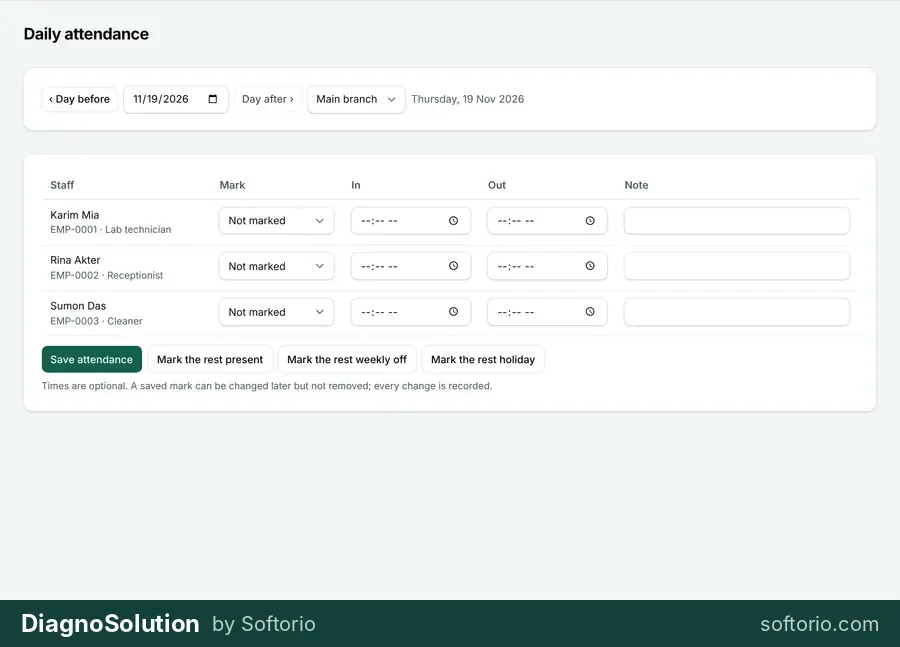 Daily attendance
‹ Day before 11/19/2026 Day after › Main branch Thursday, 19 Nov 2026
Staff Mark In Out Note
Karim Mia
EMP-0001 · Lab technician
Not marked --:-- -- --:-- --
Rina Akter
EMP-0002 · Receptionist
Not marked --:-- -- --:-- --
Sumon Das
EMP-0003 · Cleaner
Not marked --:-- -- --:-- --
Save attendance Mark the rest present Mark the rest weekly off Mark the rest holiday
Times are optional. A saved mark can be changed later but not removed; every change is recorded.
DiagnoSolution by Softorio softorio.com